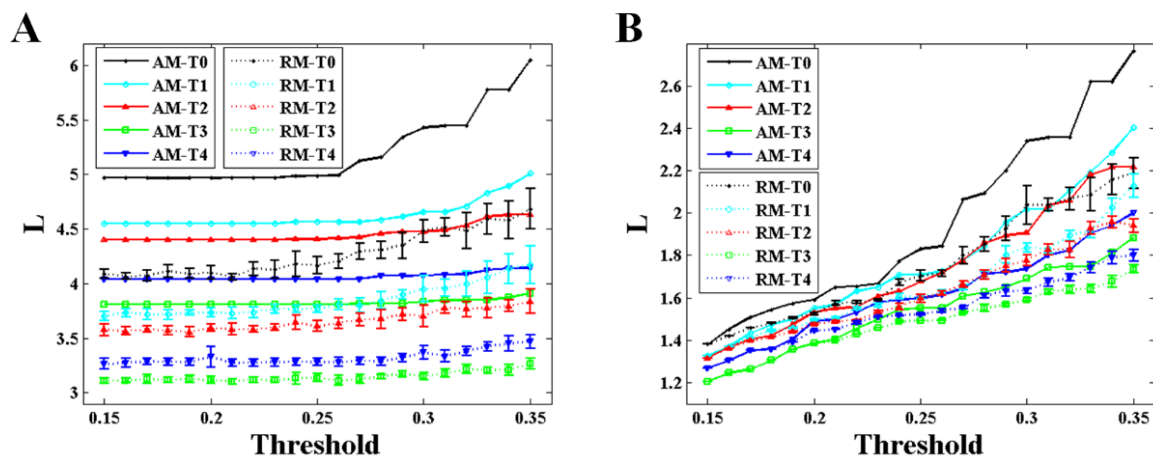 A
6
5.5
5
4.5
4
3.5
3
L
AM-T0
AM-T1
AM-T2
AM-T3
AM-T4
RM-T0
RM-T1
RM-T2
RM-T3
RM-T4
0.15
0.2
0.25
0.3
0.35
Threshold
B
2.6
2.4
2.2
2
1.8
1.6
1.4
1.2
L
AM-T0
AM-T1
AM-T2
AM-T3
AM-T4
RM-T0
RM-T1
RM-T2
RM-T3
RM-T4
0.15
0.2
0.25
0.3
0.35
Threshold